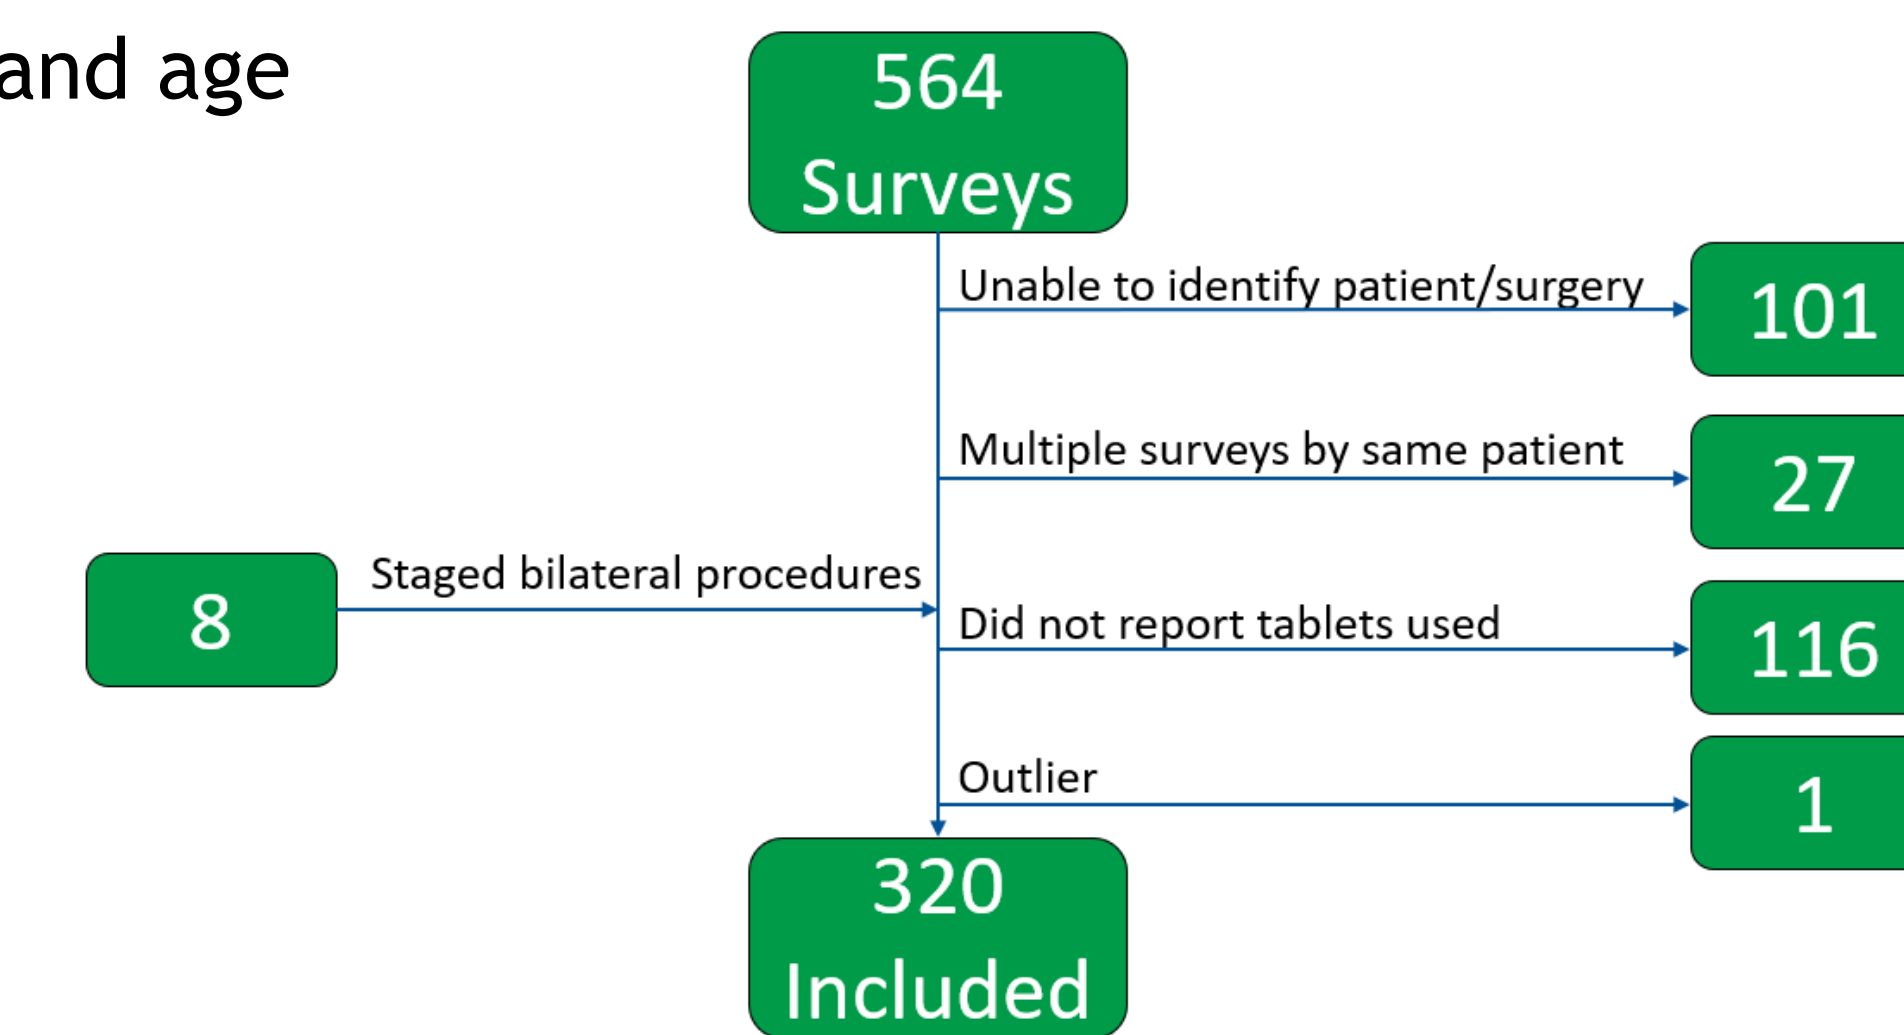 and age
564
Surveys
Unable to identify patient/surgery
101
Multiple surveys by same patient
27
Staged bilateral procedures
8
Did not report tablets used
116
Outlier
1
320
Included